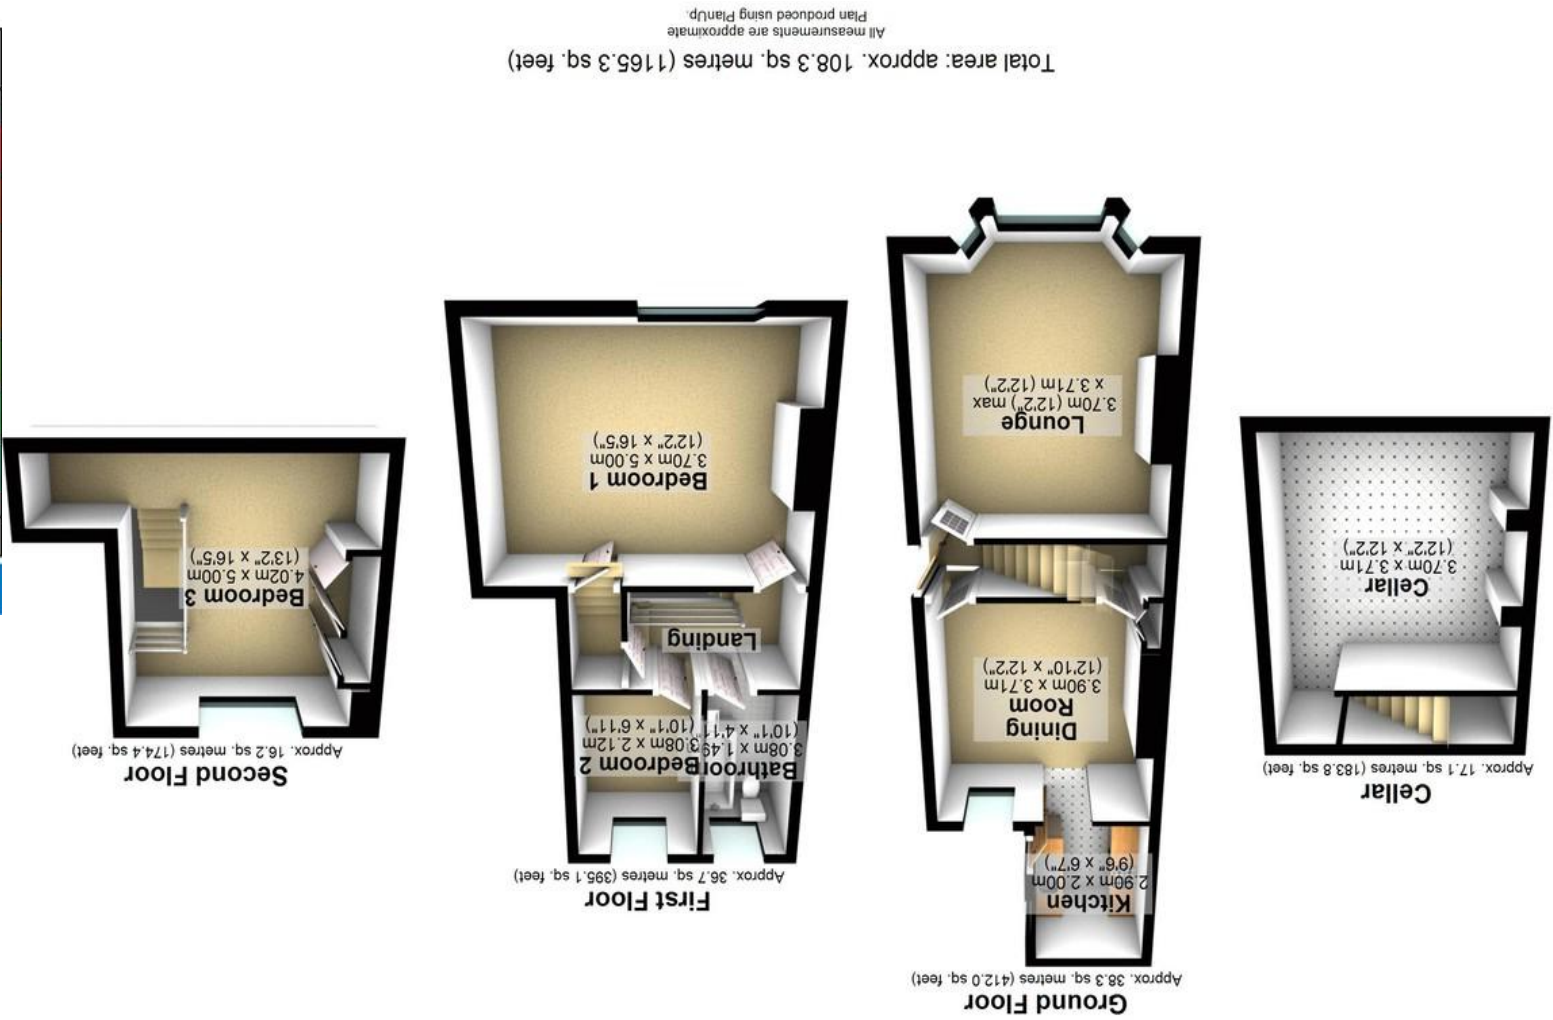 Cellar
Approx. 17.1 sq. metres (183.8 sq. feet)
Cellar
3.70m x 3.71m
(12'2" x 12'2")
Ground Floor
Approx. 38.3 sq. metres (412.0 sq. feet)
Kitchen
2.90m x 2.00m
(9'6" x 6'7")
Dining
Room
3.90m x 3.71m
(12'10" x 12'2")
Lounge
3.70m (12'2") max
x 3.71m (12'2")
First Floor
Approx. 36.7 sq. metres (395.1 sq. feet)
Bathroom
3.08m x 1.49
(10'1" x 4'11")
Bedroom 2
3.08m x 2.12m
(10'1" x 6'11")
Landing
Bedroom 1
3.70m x 5.00m
(12'2" x 16'5")
Second Floor
Approx. 16.2 sq. metres (174.4 sq. feet)
Bedroom 3
4.02m x 5.00m
(13'2" x 16'5")
Total area: approx. 108.3 sq. metres (1165.3 sq. feet)
All measurements are approximate
Plan produced using PlanUp.